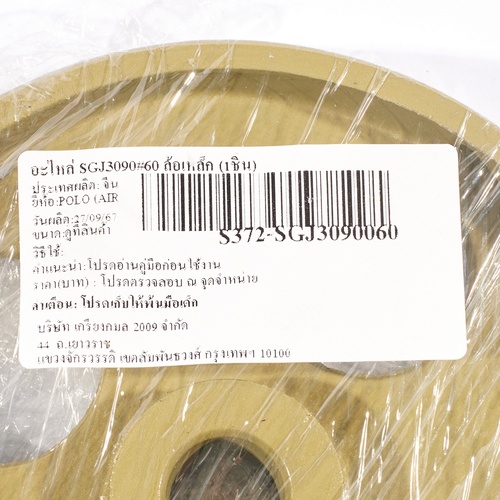 อะไหล่ SGJ3090#60 ล้อเหล็ก (1ชิ้น)
ประเทศผลิต: จีน
ยี่ห้อ:POLO (AIR
วันผลิต:27/09/67
ขนาด:ดูที่สินค้า
S372-SGJ3090060
วิธีใช้:
คำแนะนำ:โปรดอ่านคู่มือก่อนใช้งาน
ราคา(บาท) : โปรดตรวจสอบ ณ จุดจำหน่าย
คำเตือน: โปรดเก็บให้พ้นมือเด็ก
บริษัท เกรียงกมล 2009 จำกัด
44 ถ.เยาวราช
แขวงจักรวรรดิ เขตสัมพันธวงศ์ กรุงเทพฯ 10100